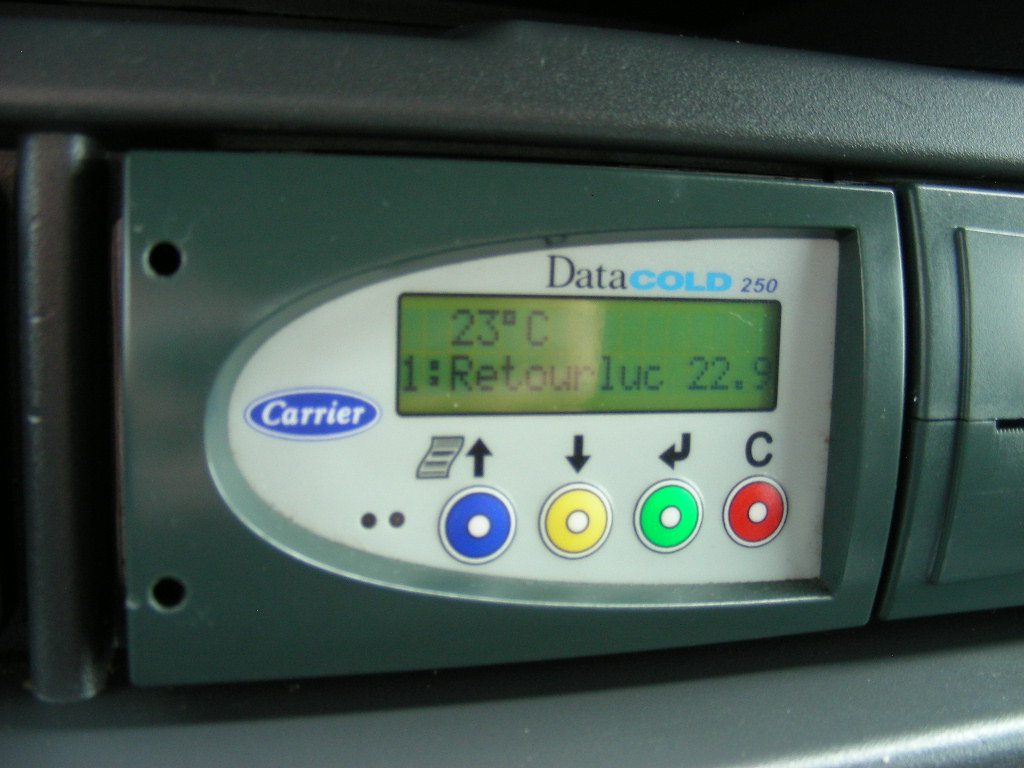 DataCOLD 250
23°C
1:Retourluc 22.9
Carrier
C